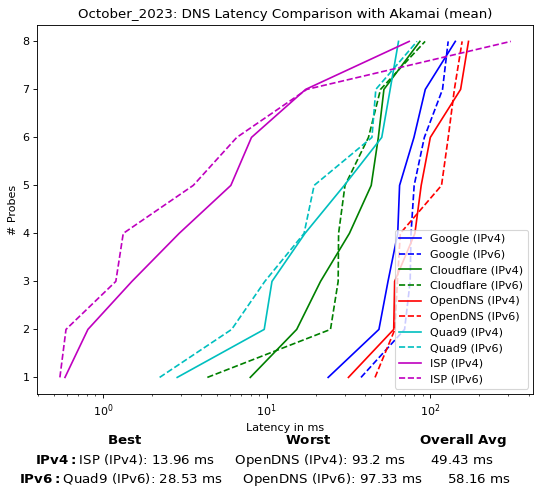 October_2023: DNS Latency Comparison with Akamai (mean)
# Probes
8
7
6
5
4
3
2
1
Google (IPv4)
Google (IPv6)
Cloudflare (IPv4)
Cloudflare (IPv6)
OpenDNS (IPv4)
OpenDNS (IPv6)
Quad9 (IPv4)
Quad9 (IPv6)
ISP (IPv4)
ISP (IPv6)
10⁰ 10¹ 10²
Latency in ms
Best Worst Overall Avg
IPv4: ISP (IPv4): 13.96 ms OpenDNS (IPv4): 93.2 ms 49.43 ms
IPv6: Quad9 (IPv6): 28.53 ms OpenDNS (IPv6): 97.33 ms 58.16 ms